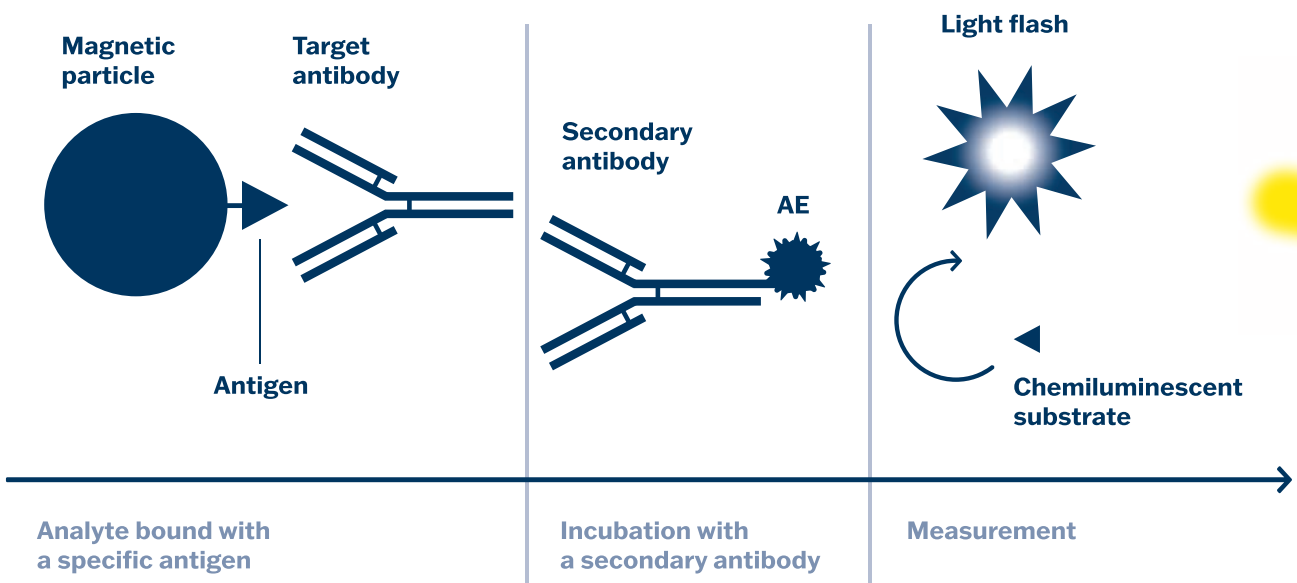 Magnetic
particle
Target
antibody
Antigen
Secondary
antibody
AE
Light flash
Chemiluminescent
substrate
Analyte bound with
a specific antigen
Incubation with
a secondary antibody
Measurement